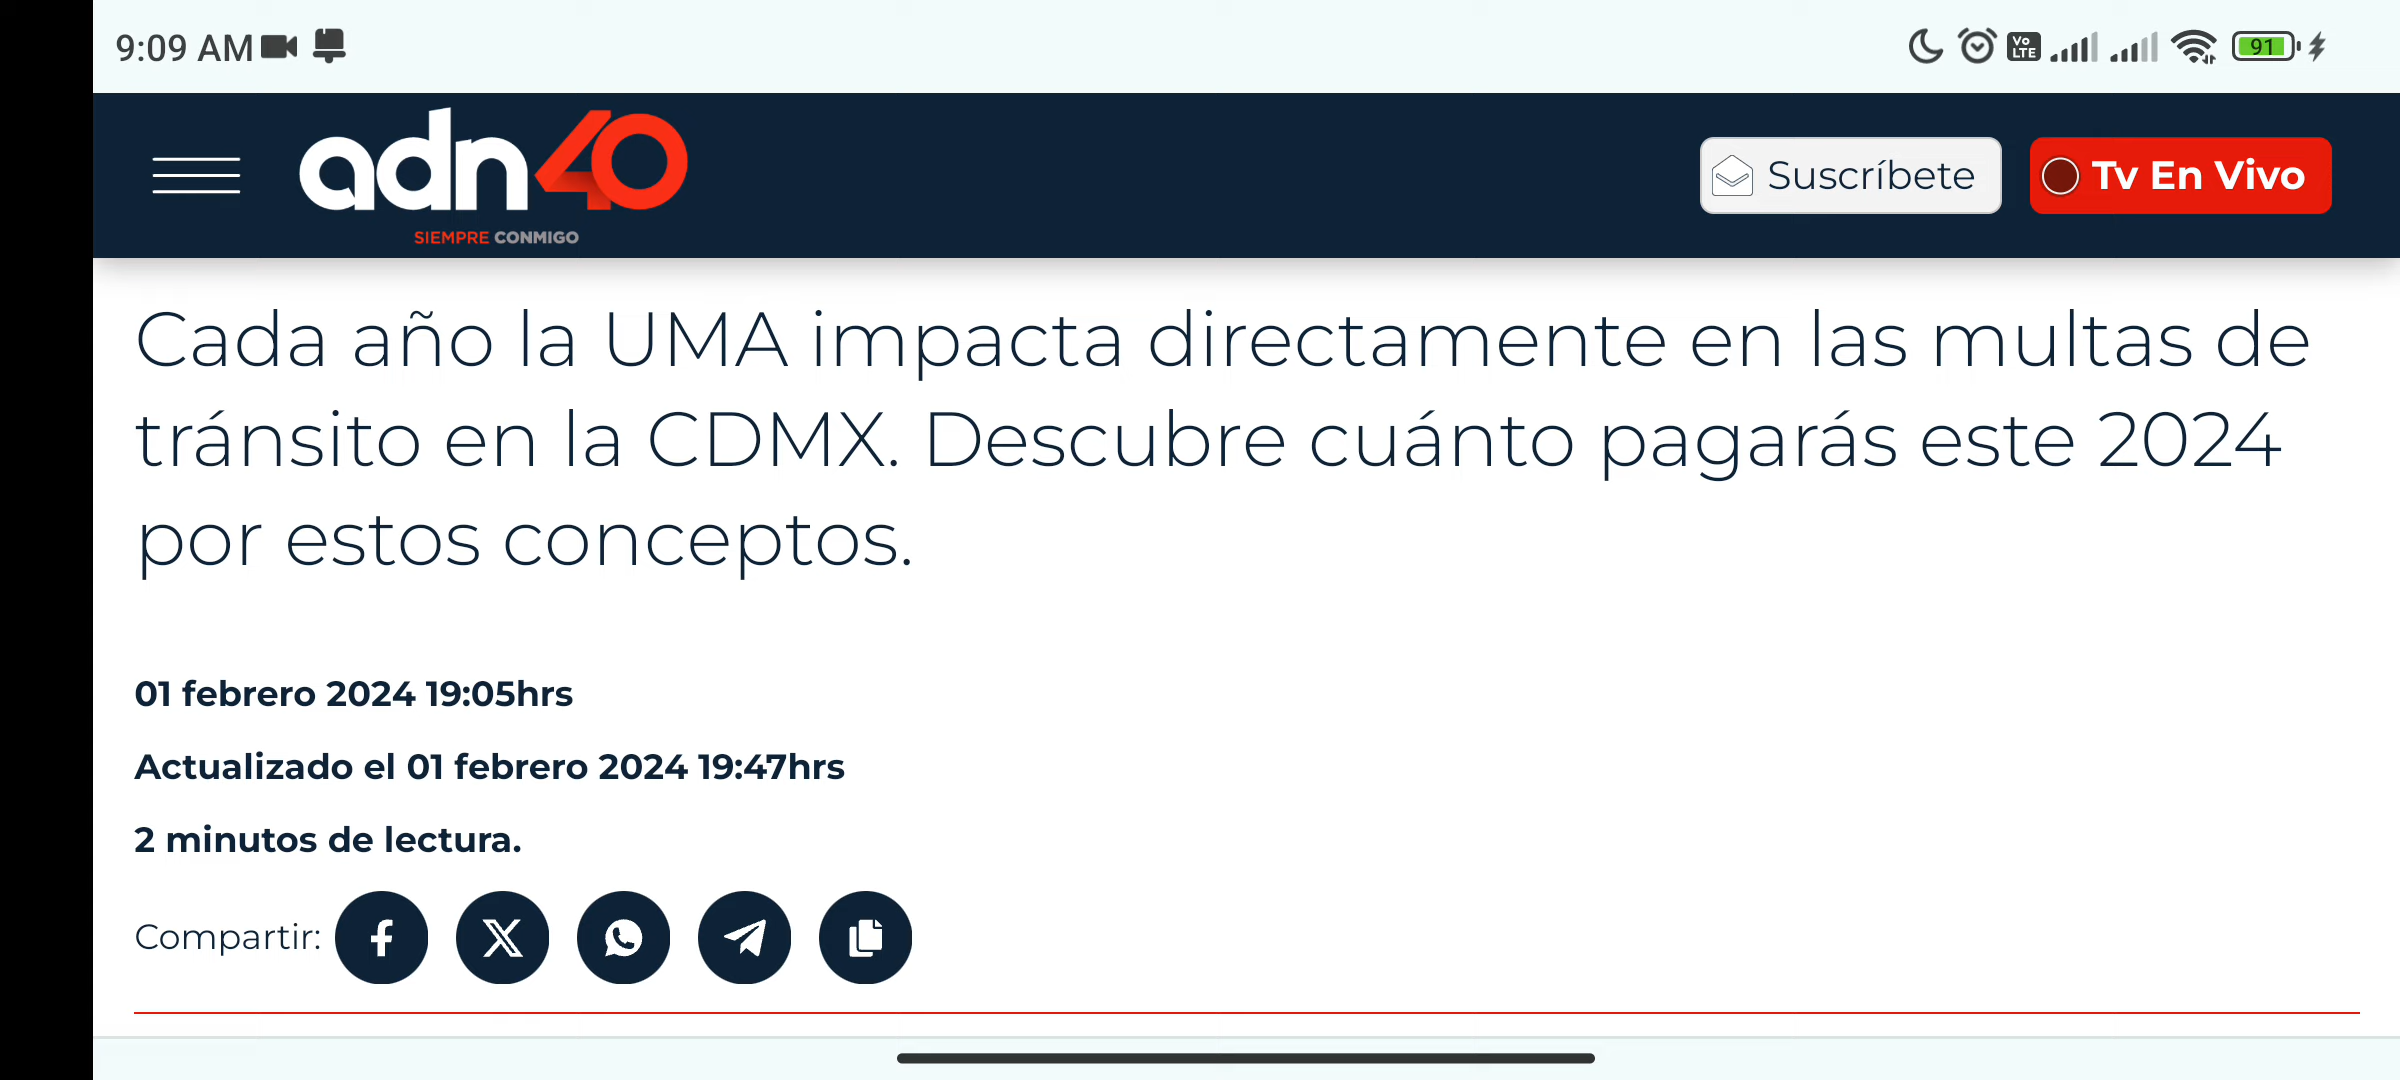 9:09 AM
Vo LTE
91
adn40
SIEMPRE CONMIGO
Suscríbete
Tv En Vivo
Cada año la UMA impacta directamente en las multas de
tránsito en la CDMX. Descubre cuánto pagarás este 2024
por estos conceptos.
01 febrero 2024 19:05hrs
Actualizado el 01 febrero 2024 19:47hrs
2 minutos de lectura.
Compartir: